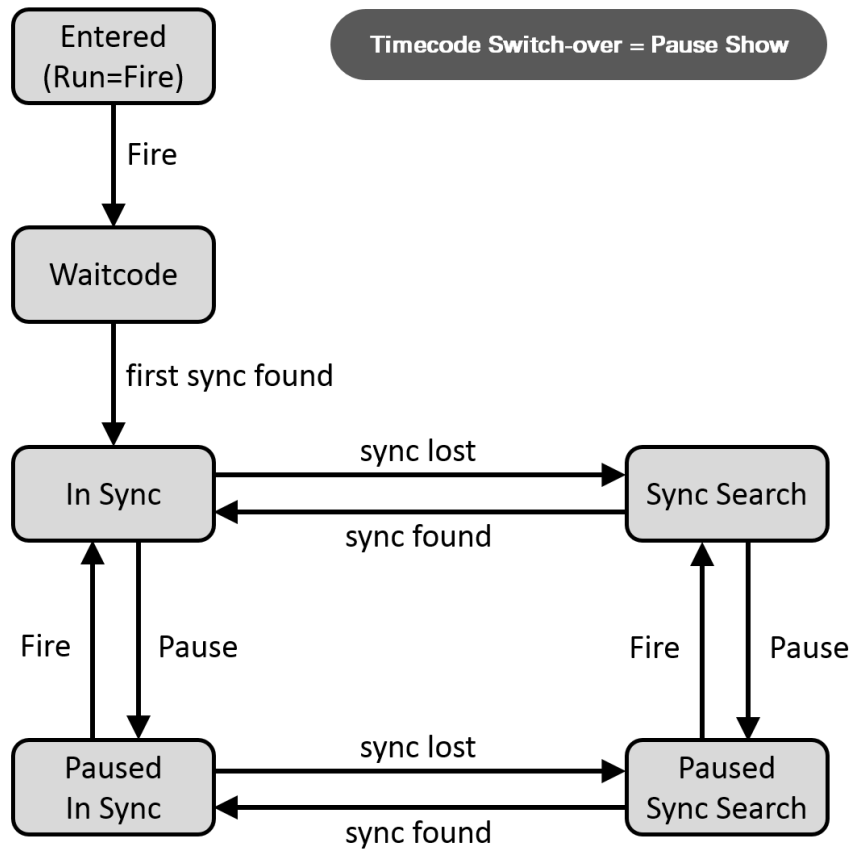 Entered
(Run=Fire)
Timecode Switch-over = Pause Show
Fire
Waitcode
first sync found
sync lost
In Sync
Sync Search
sync found
Fire
Pause
Fire
Pause
sync lost
Paused
In Sync
Paused
Sync Search
sync found